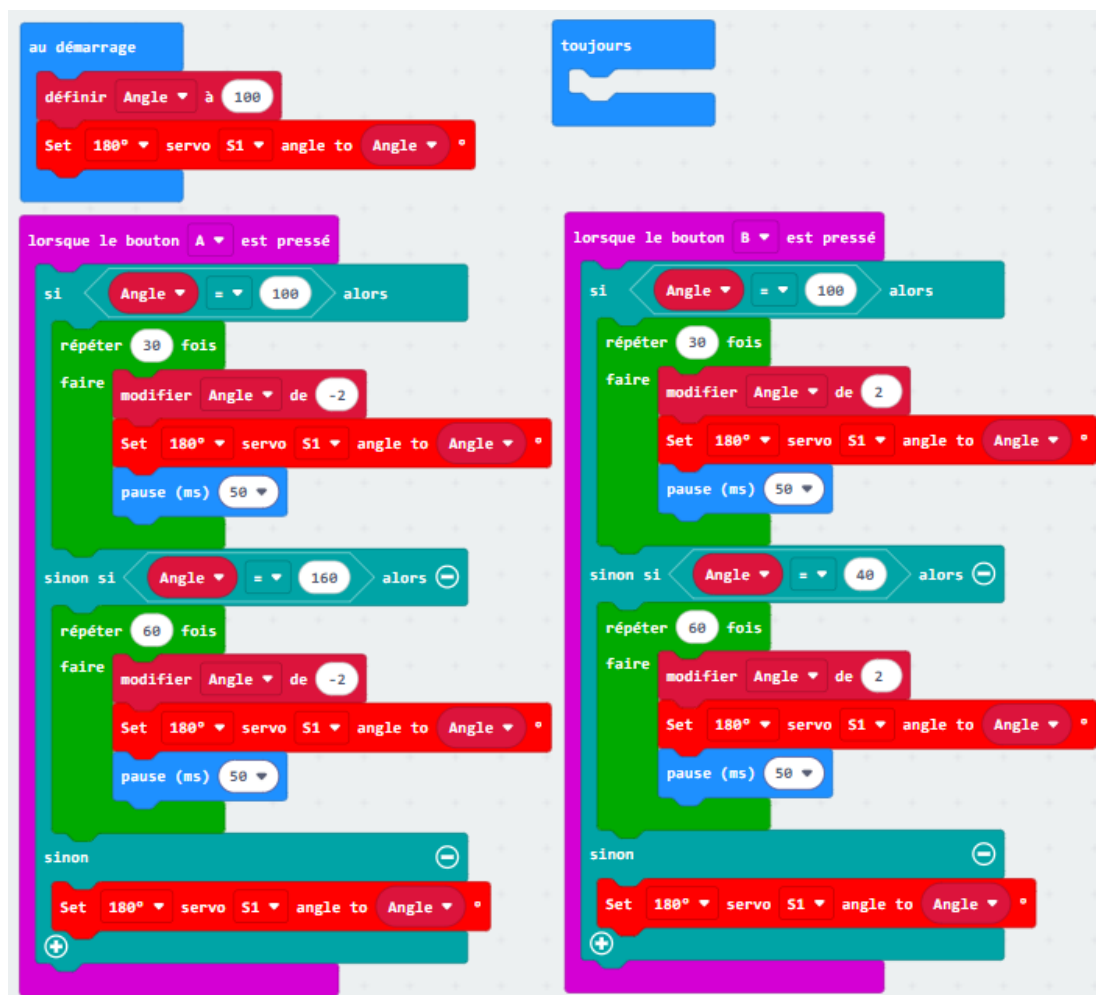 au démarrage
définir Angle à 100
Set 180° servo S1 angle to Angle °
toujours
lorsque le bouton A est pressé
si Angle = 100 alors
répéter 30 fois
faire
modifier Angle de -2
Set 180° servo S1 angle to Angle °
pause (ms) 50
sinon si Angle = 160 alors
répéter 60 fois
faire
modifier Angle de -2
Set 180° servo S1 angle to Angle °
pause (ms) 50
sinon
Set 180° servo S1 angle to Angle °
lorsque le bouton B est pressé
si Angle = 100 alors
répéter 30 fois
faire
modifier Angle de 2
Set 180° servo S1 angle to Angle °
pause (ms) 50
sinon si Angle = 40 alors
répéter 60 fois
faire
modifier Angle de 2
Set 180° servo S1 angle to Angle °
pause (ms) 50
sinon
Set 180° servo S1 angle to Angle °